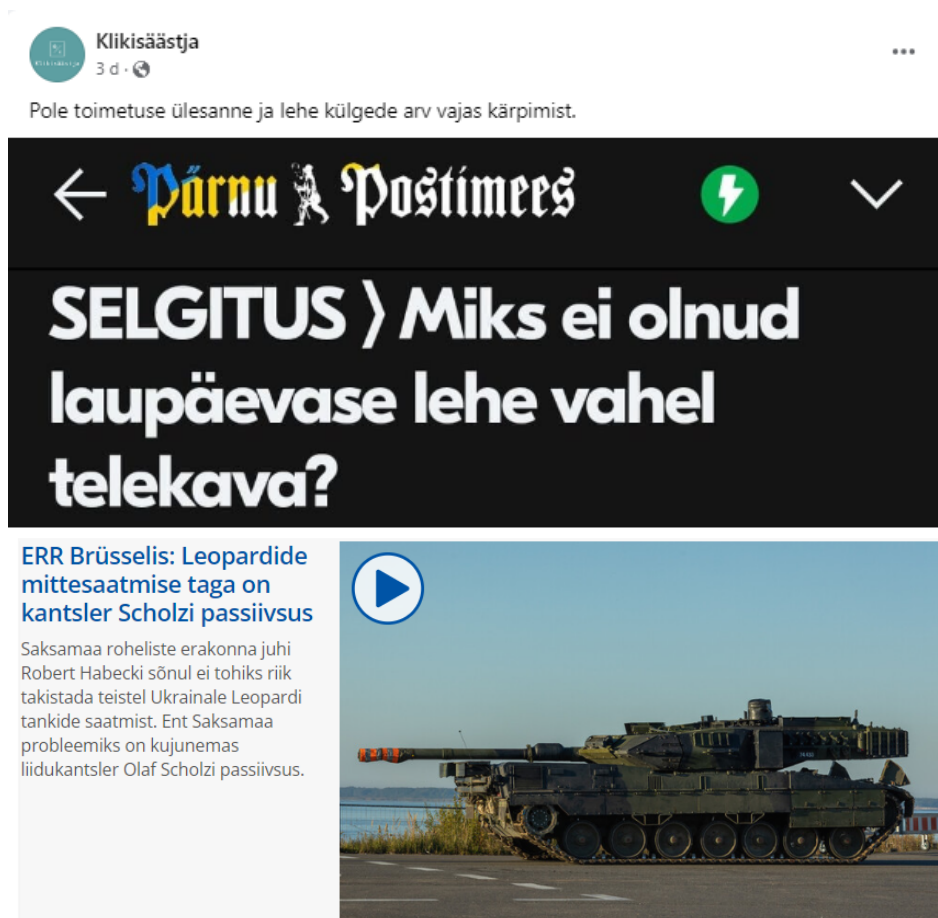 Klikisäästja
3 d
Pole toimetuse ülesanne ja lehe külgede arv vajas kärpimist.
Pärnu Postimees
SELGITUS ⟩ Miks ei olnud
laupäevase lehe vahel
telekava?
ERR Brüsselis: Leopardide
mittesaatmise taga on
kantsler Scholzi passiivsus
Saksamaa roheliste erakonna juhi
Robert Habecki sõnul ei tohiks riik
takistada teistel Ukrainale Leopardi
tankide saatmist. Ent Saksamaa
probleemiks on kujunemas
liidukantsler Olaf Scholzi passiivsus.